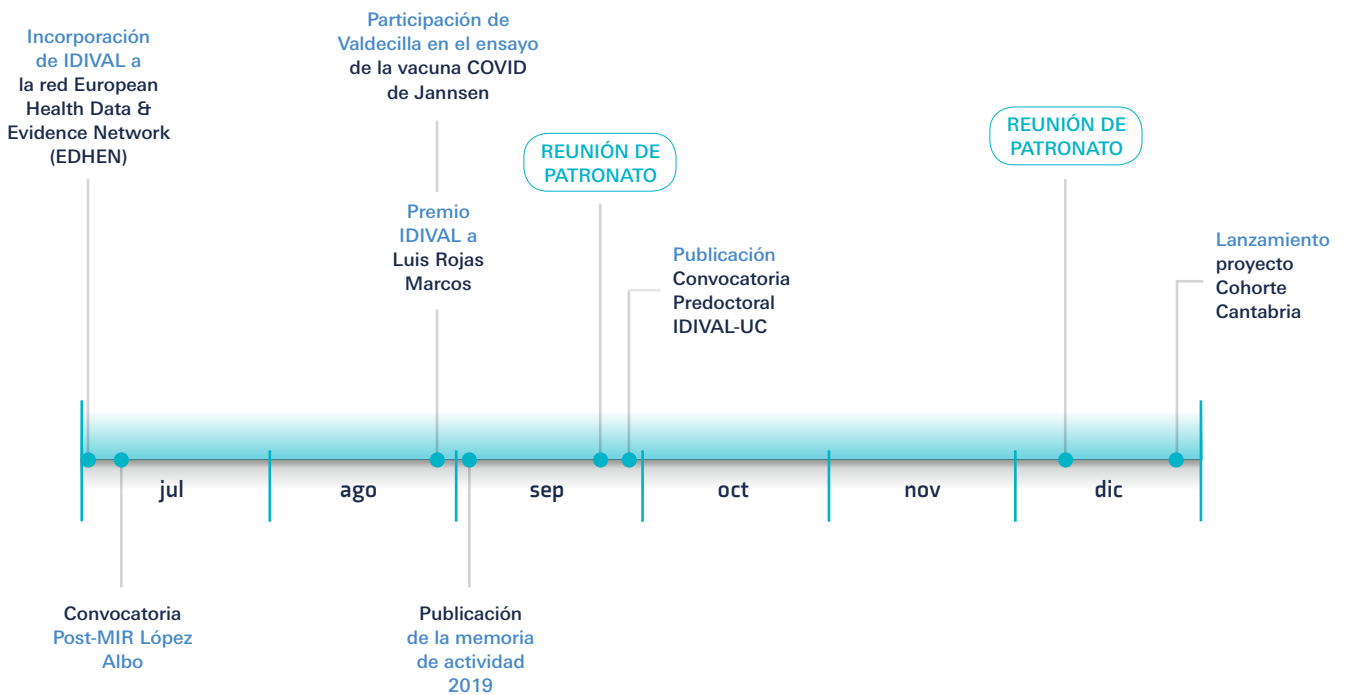 Incorporación
de IDIVAL a
la red European
Health Data &
Evidence Network
(EDHEN)
Participación de
Valdecilla en el ensayo
de la vacuna COVID
de Jannsen
Premio
IDIVAL a
Luis Rojas
Marcos
REUNIÓN DE
PATRONATO
Publicación
Convocatoria
Predoctoral
IDIVAL-UC
REUNIÓN DE
PATRONATO
Lanzamiento
proyecto
Cohorte
Cantabria
jul
ago
sep
oct
nov
dic
Convocatoria
Post-MIR López
Albo
Publicación
de la memoria
de actividad
2019